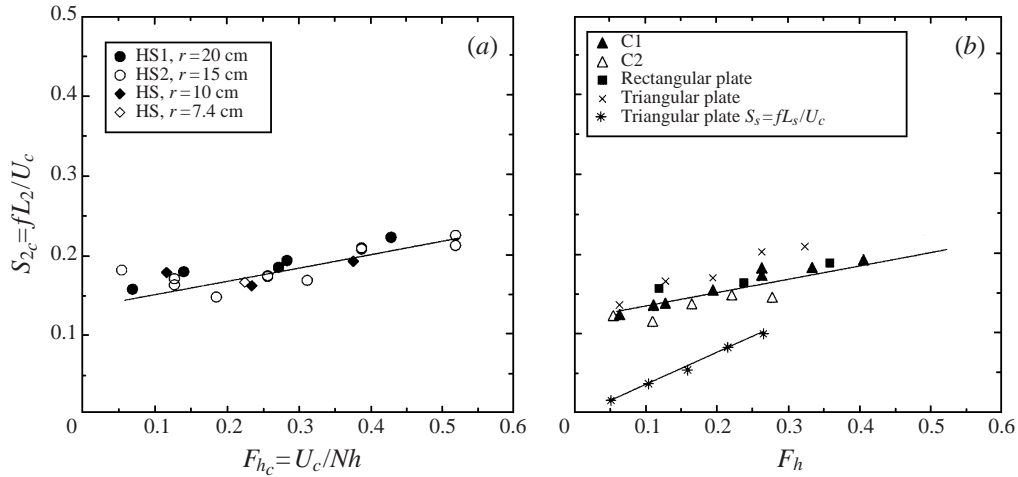 0.5
0.4
0.3
0.2
0.1
0
S2c = fL2/Uc
HS1, r = 20 cm
HS2, r = 15 cm
HS, r = 10 cm
HS, r = 7.4 cm
(a)
0 0.1 0.2 0.3 0.4 0.5 0.6
Fhc = Uc/Nh
C1
C2
Rectangular plate
Triangular plate
Triangular plate Ss = fLs/Uc
(b)
0 0.1 0.2 0.3 0.4 0.5 0.6
Fh